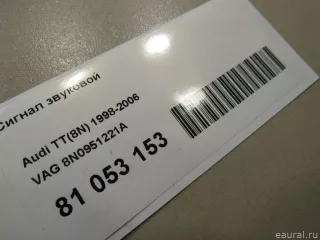 Сигнал звуковой
Audi TT(8N) 1998-2006
VAG 8N0951221A
81 053 153
eaural.ru